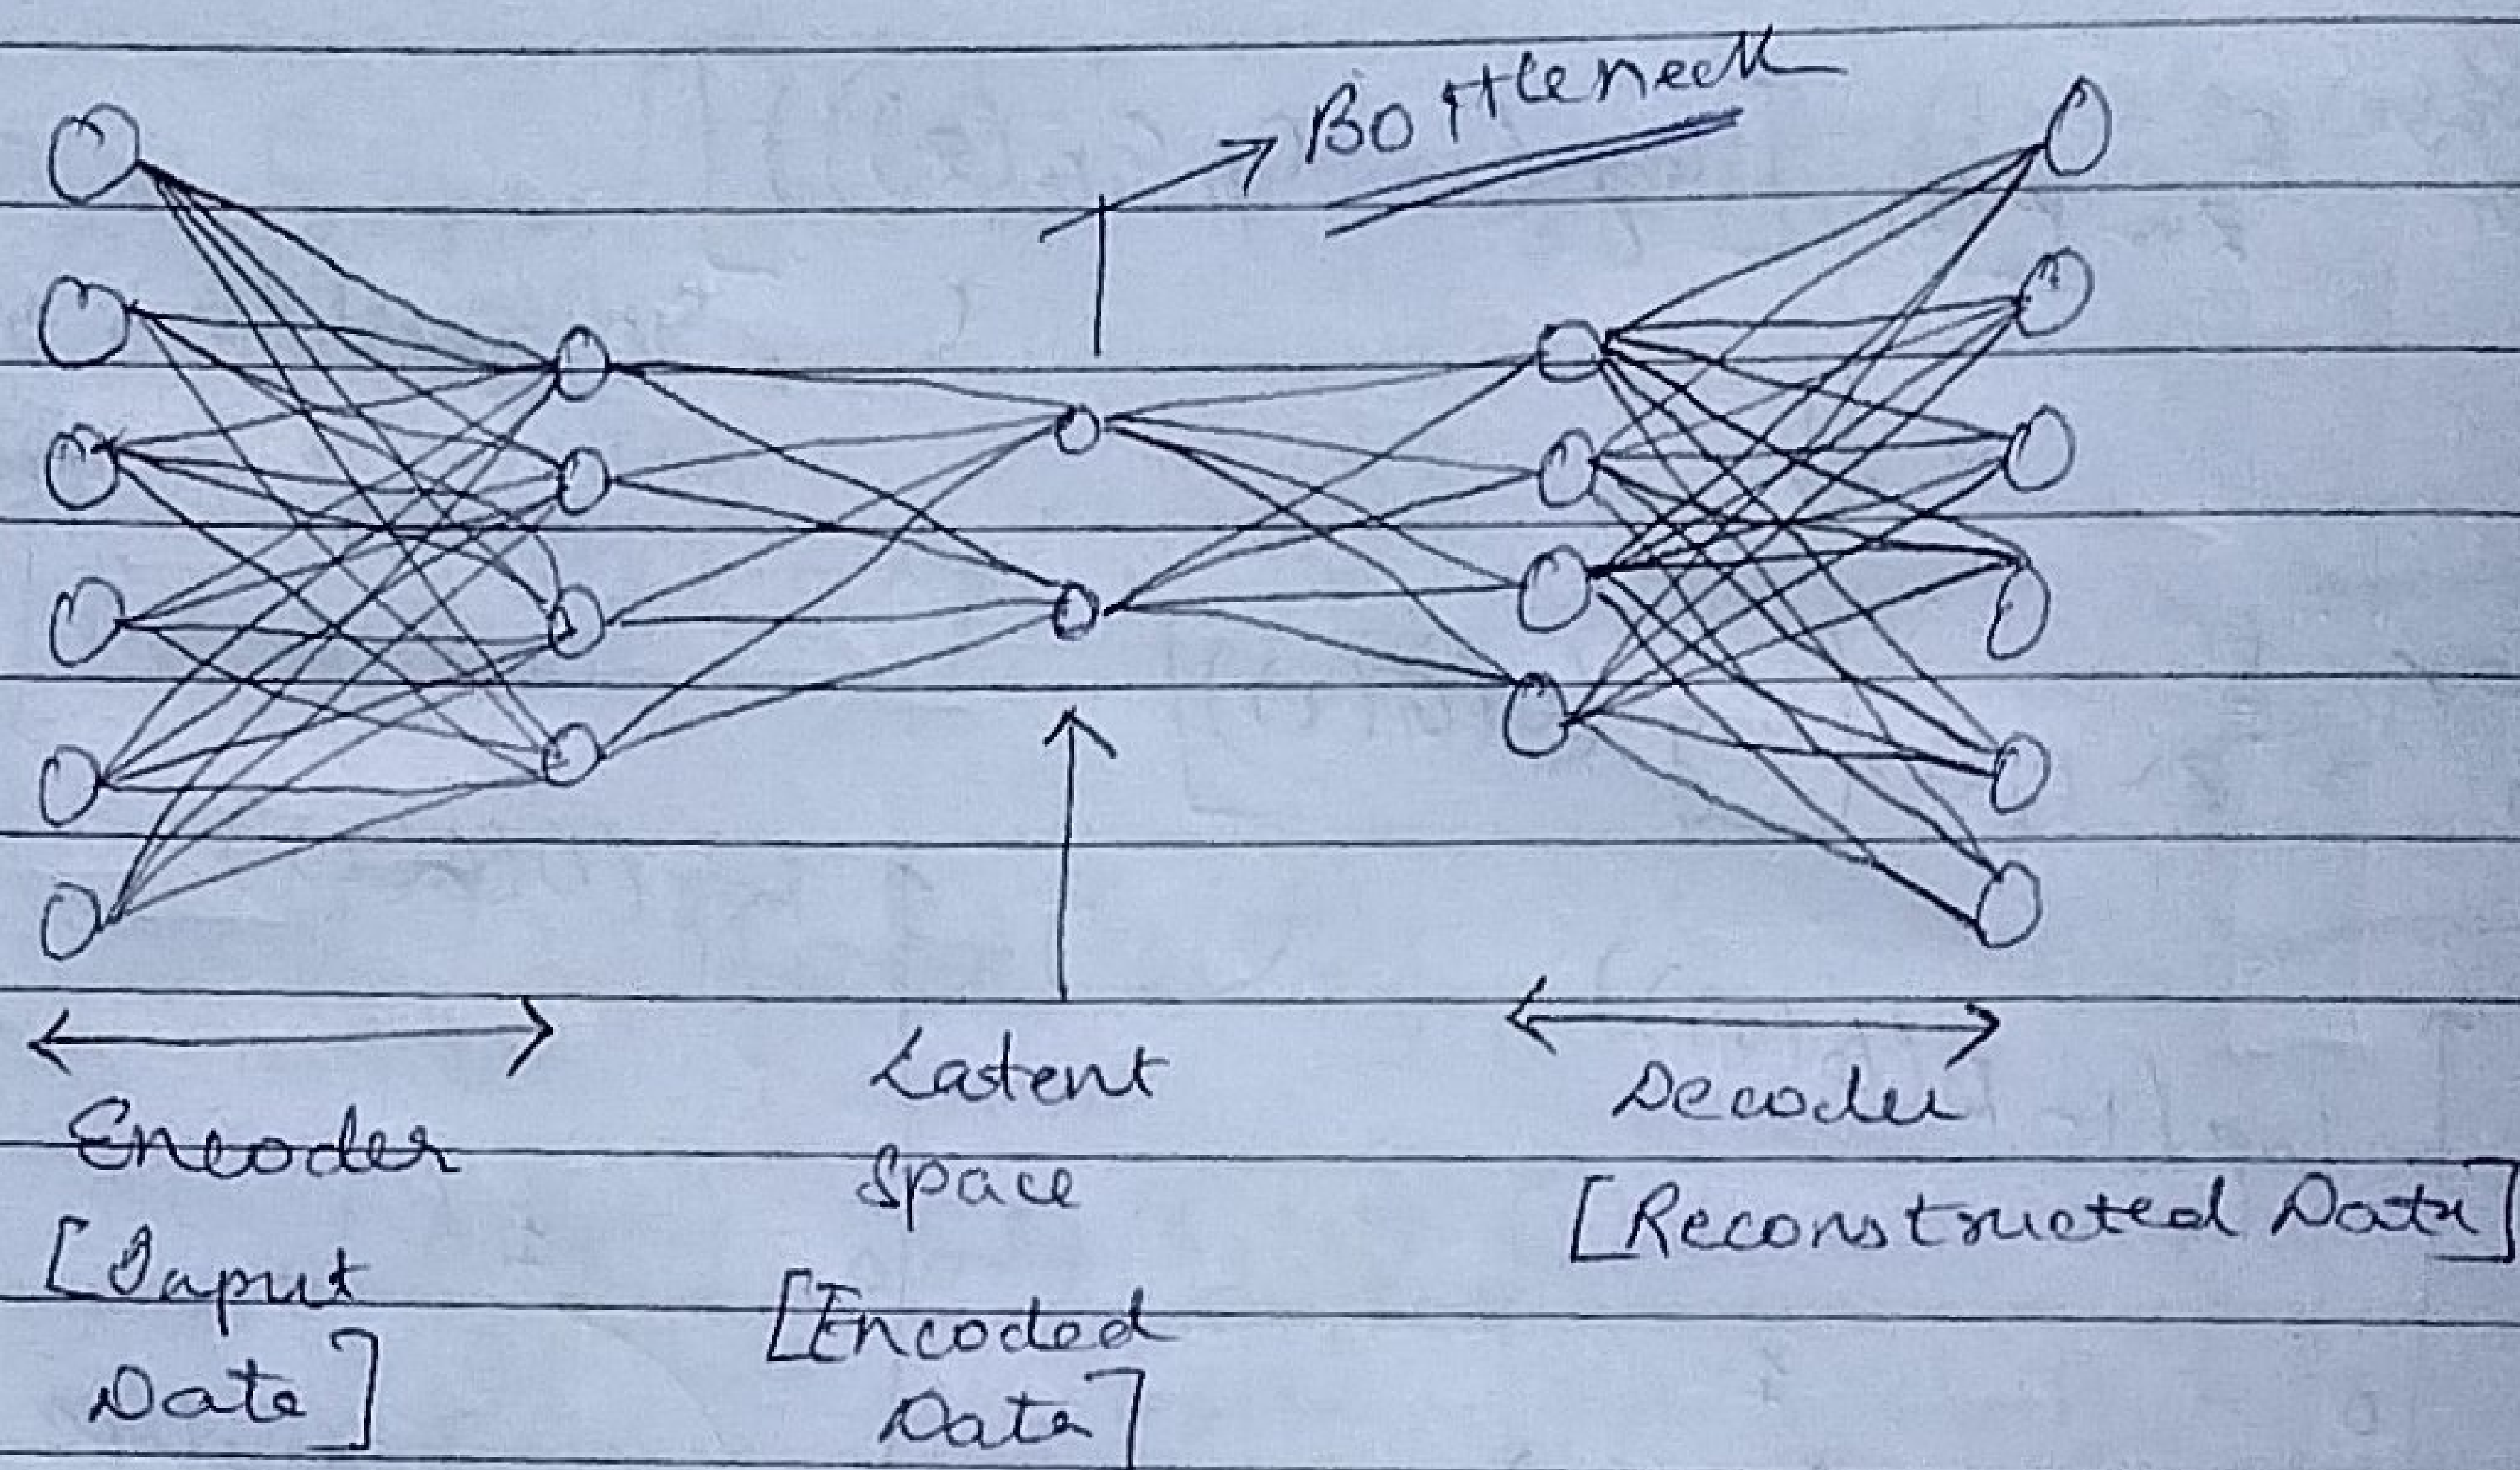 Bottleneck
Encoder
[Input
Data]
Latent
Space
[Encoded
Data]
Decoder
[Reconstructed Data]